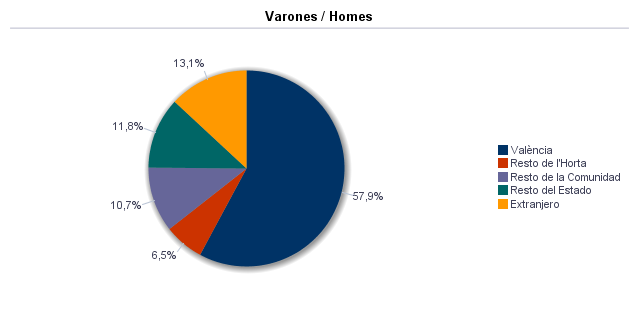 Varones / Homes
13,1%
11,8%
10,7%
6,5%
57,9%
València
Resto de l'Horta
Resto de la Comunidad
Resto del Estado
Extranjero